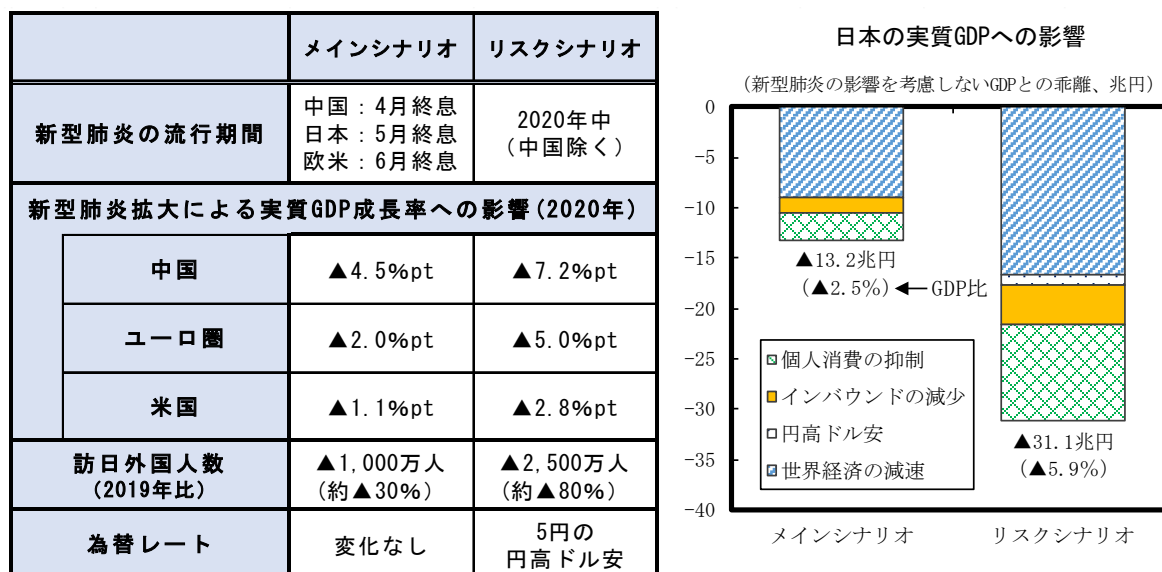 メインシナリオ リスクシナリオ
新型肺炎の流行期間
中国：4月終息
日本：5月終息
欧米：6月終息
2020年中
（中国除く）
新型肺炎拡大による実質GDP成長率への影響（2020年）
中国 ▲4.5%pt ▲7.2%pt
ユーロ圏 ▲2.0%pt ▲5.0%pt
米国 ▲1.1%pt ▲2.8%pt
訪日外国人数
（2019年比）
▲1,000万人
（約▲30%）
▲2,500万人
（約▲80%）
為替レート
変化なし
5円の
円高ドル安
日本の実質GDPへの影響
（新型肺炎の影響を考慮しないGDPとの乖離、兆円）
0
−5
−10
−15
−20
−25
−30
−35
−40
▲13.2兆円
（▲2.5%） ← GDP比
個人消費の抑制
インバウンドの減少
円高ドル安
世界経済の減速
▲31.1兆円
（▲5.9%）
メインシナリオ リスクシナリオ